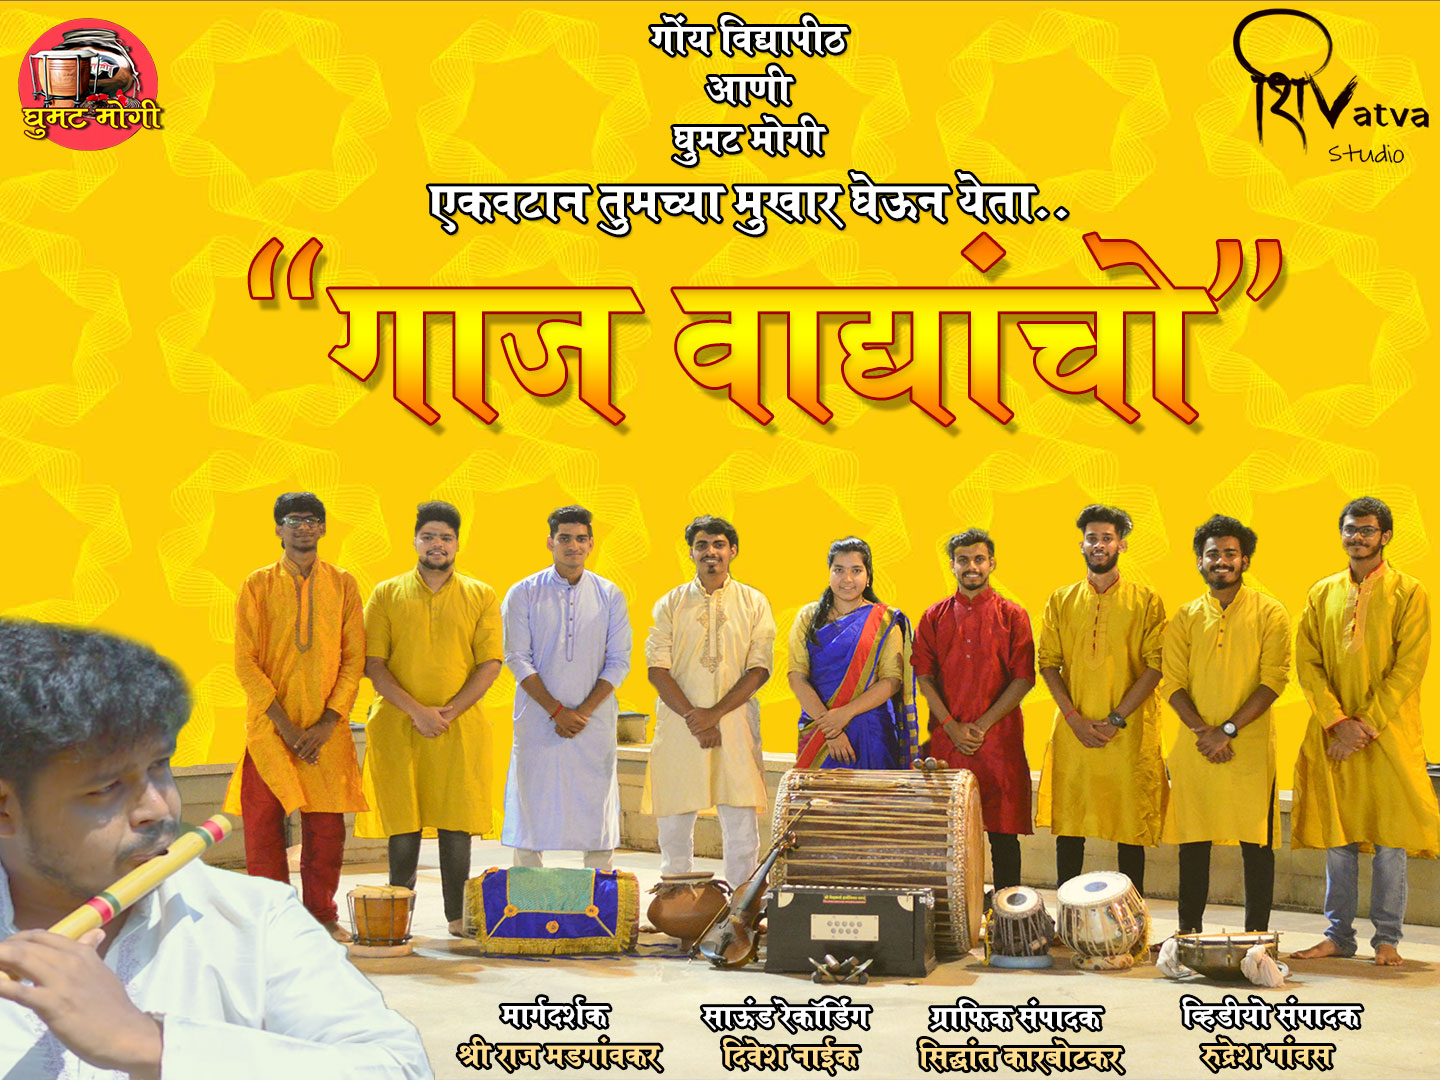 घुमट मोगी
गोंय विद्यापीठ
आणी
घुमट मोगी
एकवटान तुमच्या मुखार घेऊन येता..
“गाज वाद्यांचो”
शिvatva
Studio
मार्गदर्शक
श्री राज मडगांवकर
साऊंड रेकॉर्डिंग
दिवेश नाईक
ग्राफिक संपादक
सिद्धांत कारबोटकर
व्हिडीयो संपादक
रुद्रेश गांवस